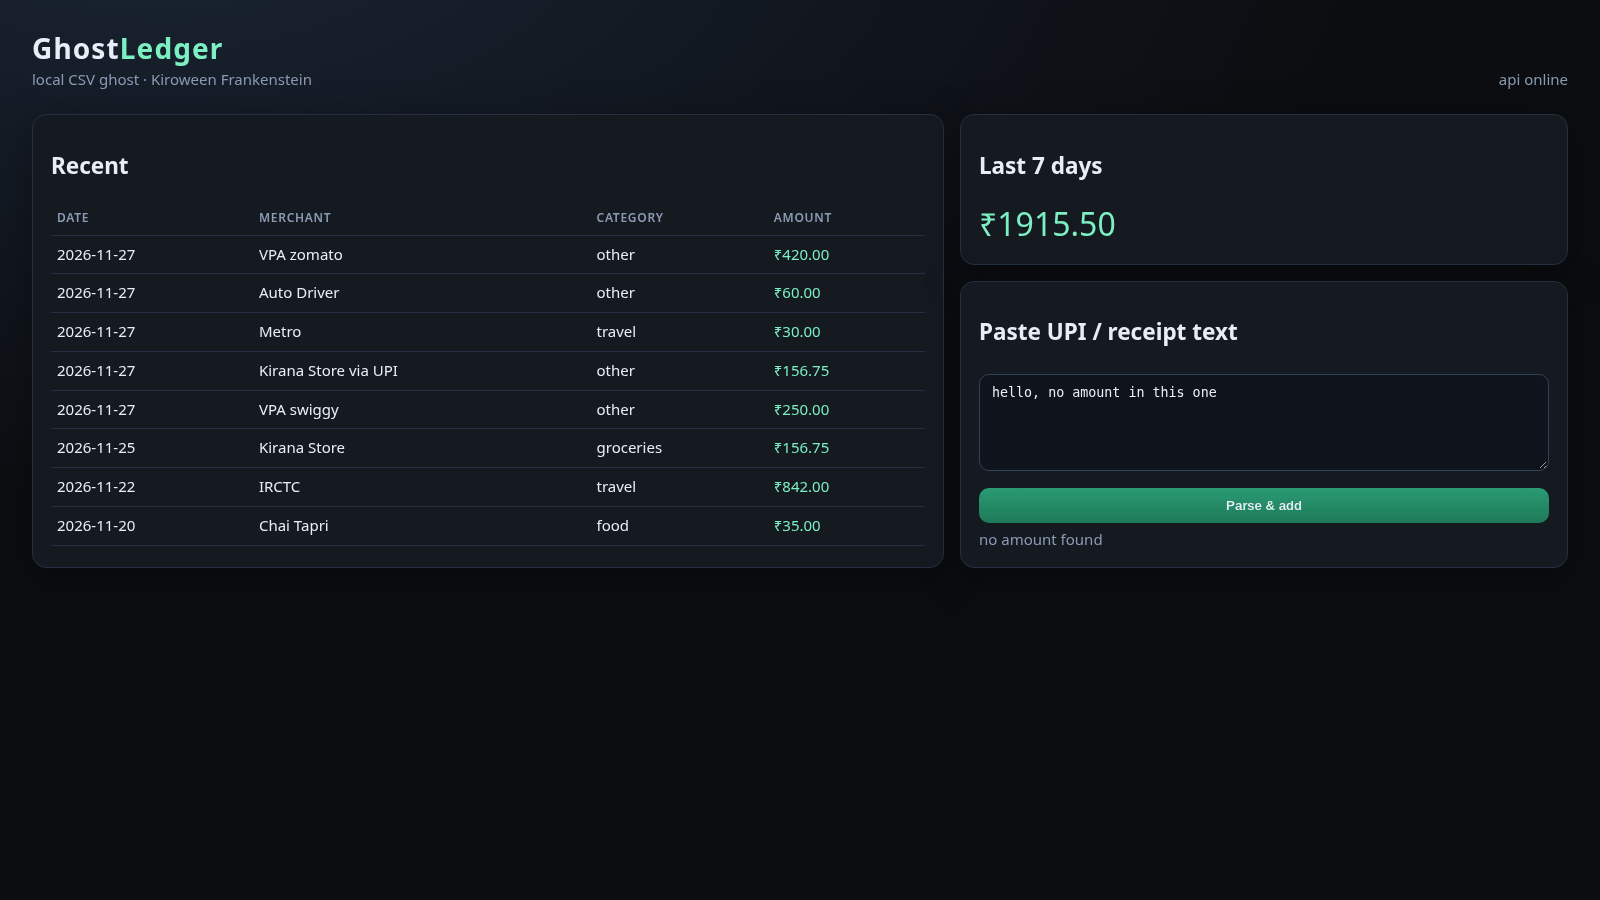 GhostLedger
local CSV ghost · Kiroween Frankenstein
api online
Recent
DATE MERCHANT CATEGORY AMOUNT
2026-11-27 VPA zomato other ₹420.00
2026-11-27 Auto Driver other ₹60.00
2026-11-27 Metro travel ₹30.00
2026-11-27 Kirana Store via UPI other ₹156.75
2026-11-27 VPA swiggy other ₹250.00
2026-11-25 Kirana Store groceries ₹156.75
2026-11-22 IRCTC travel ₹842.00
2026-11-20 Chai Tapri food ₹35.00
Last 7 days
₹1915.50
Paste UPI / receipt text
hello, no amount in this one
Parse & add
no amount found